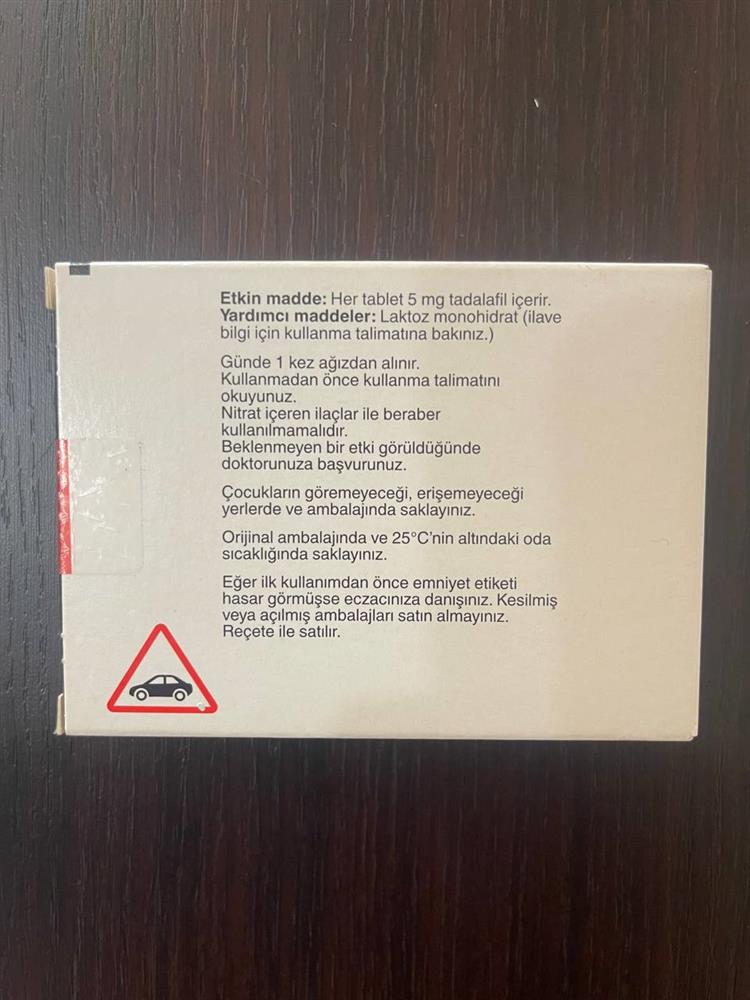 Etkin madde: Her tablet 5 mg tadalafil içerir.
Yardımcı maddeler: Laktoz monohidrat (ilave
bilgi için kullanma talimatına bakınız.)
Günde 1 kez ağızdan alınır.
Kullanmadan önce kullanma talimatını
okuyunuz.
Nitrat içeren ilaçlar ile beraber
kullanılmamalıdır.
Beklenmeyen bir etki görüldüğünde
doktorunuza başvurunuz.
Çocukların göremeyeceği, erişemeyeceği
yerlerde ve ambalajında saklayınız.
Orijinal ambalajında ve 25°C'nin altındaki oda
sıcaklığında saklayınız.
Eğer ilk kullanımdan önce emniyet etiketi
hasar görmüşse eczacınıza danışınız. Kesilmiş
veya açılmış ambalajları satın almayınız.
Reçete ile satılır.